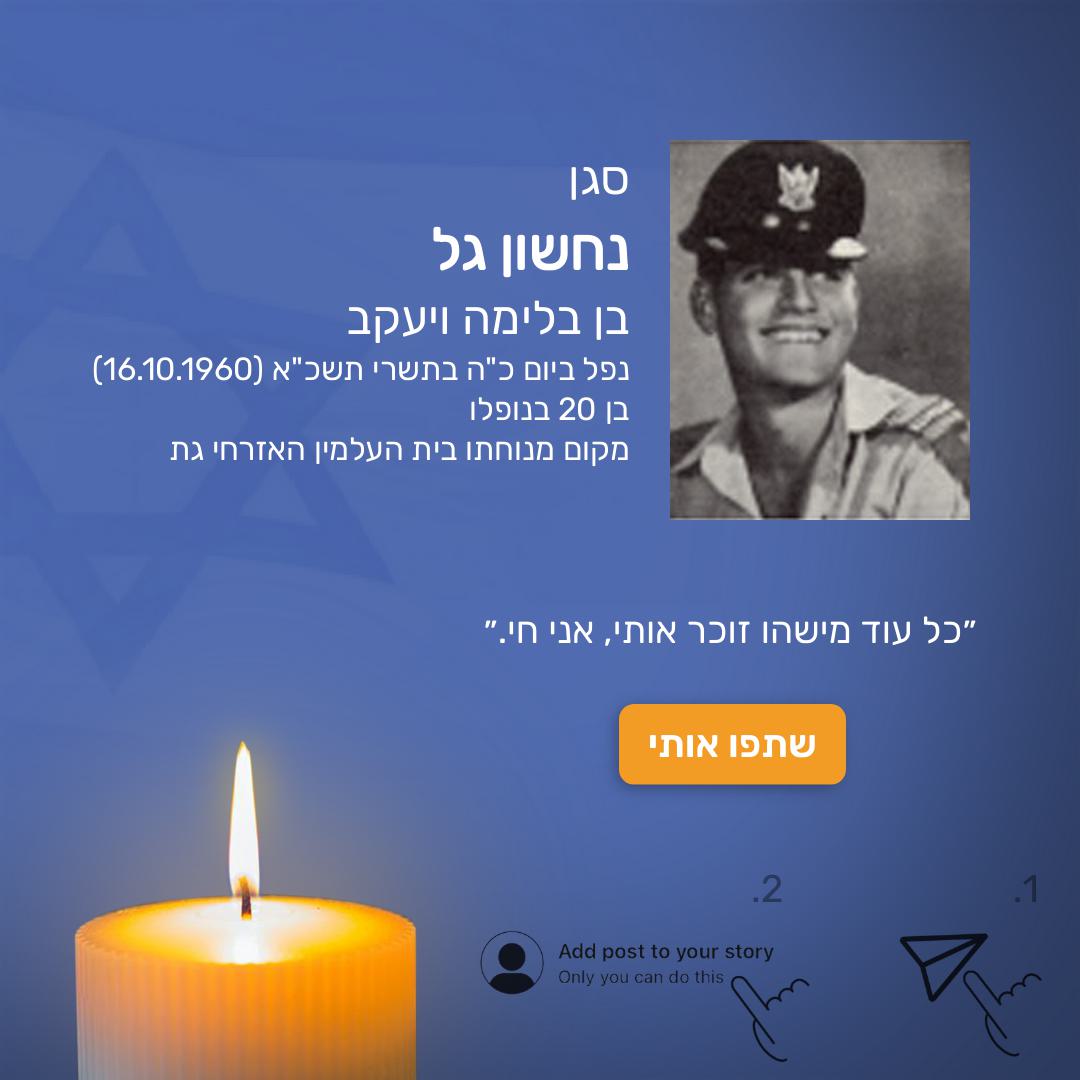 סגן
נחשון גל
בן בלימה ויעקב
נפל ביום כ"ה בתשרי תשכ"א (16.10.1960)
בן 20 בנופלו
מקום מנוחתו בית העלמין האזרחי גת
״כל עוד מישהו זוכר אותי, אני חי.״
שתפו אותי
.1
.2
Add post to your story
Only you can do this